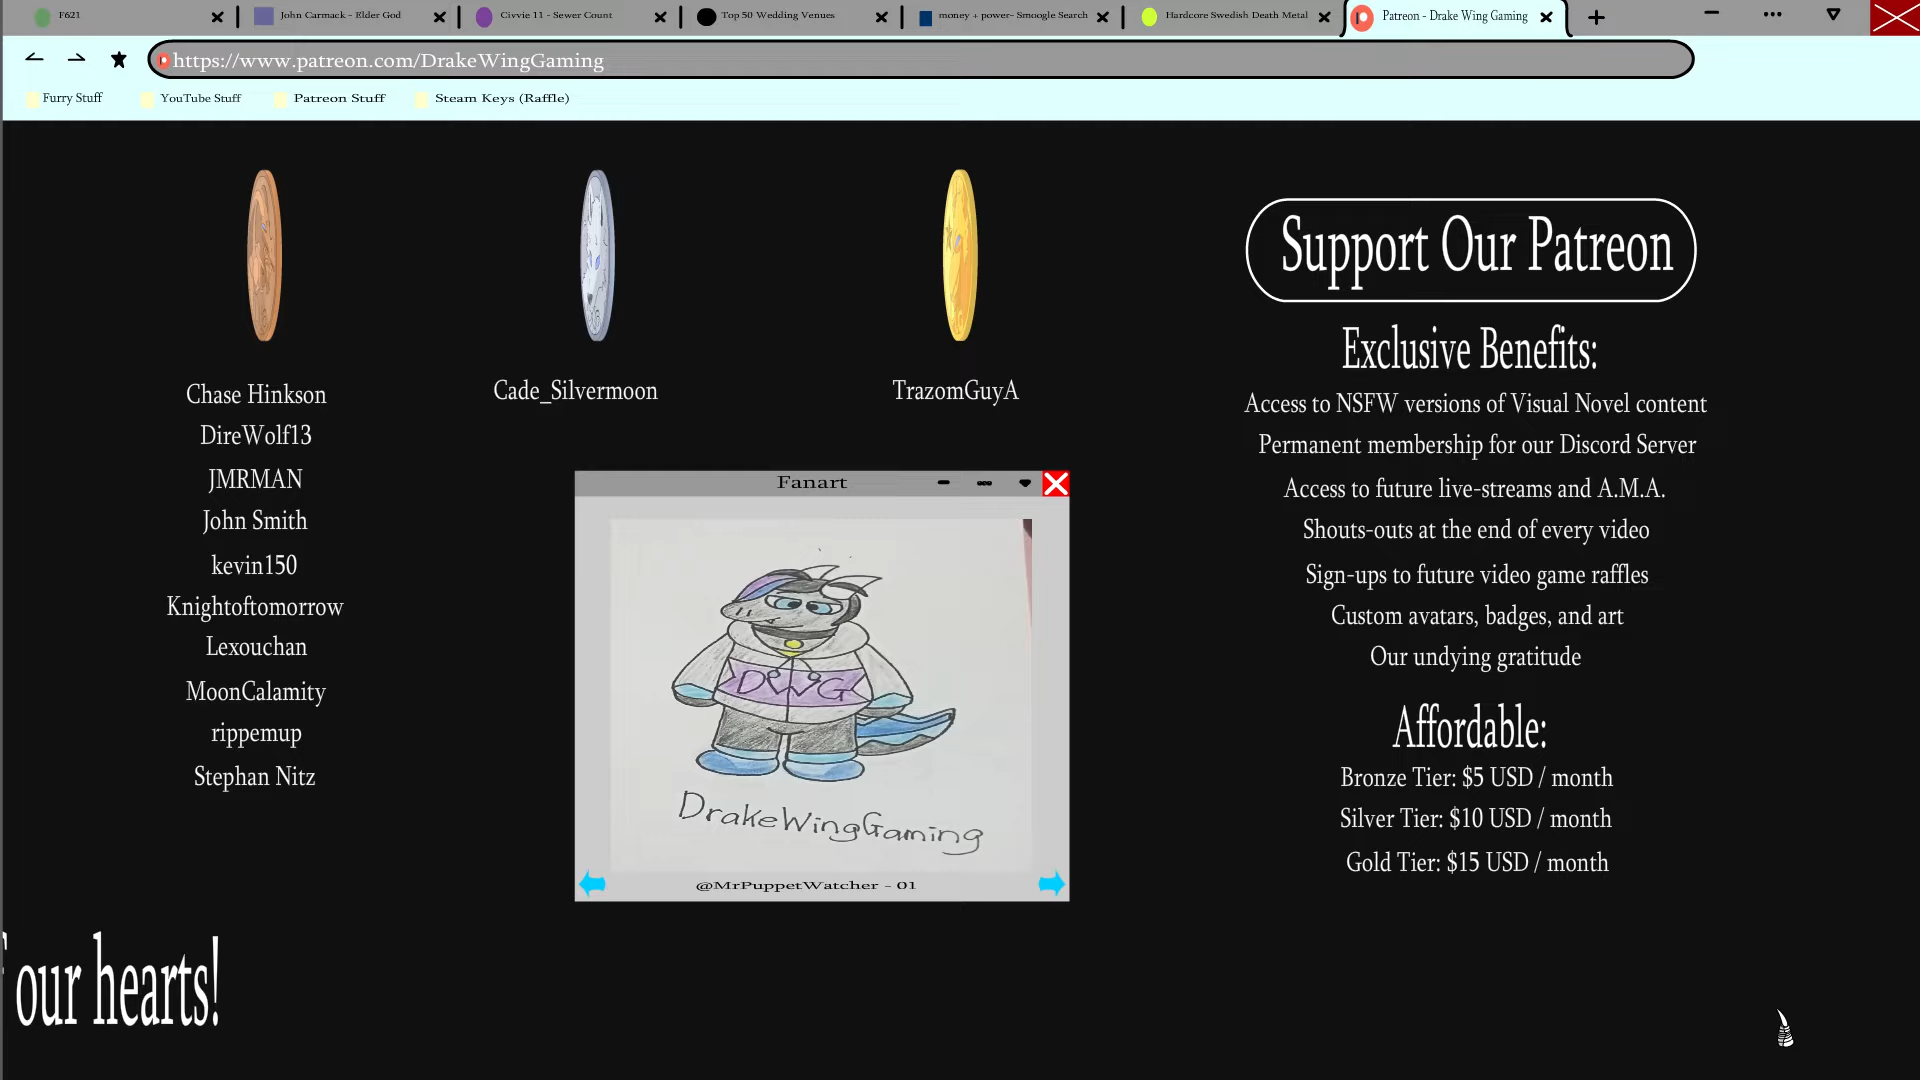 F621
John Carmack - Elder God
Civvie 11 - Sewer Count
Top 50 Wedding Venues
money + power- Smoogle Search
Hardcore Swedish Death Metal
Patreon - Drake Wing Gaming
https://www.patreon.com/DrakeWingGaming
Furry Stuff
YouTube Stuff
Patreon Stuff
Steam Keys (Raffle)
Chase Hinkson
DireWolf13
JMRMAN
John Smith
kevin150
Knightoftomorrow
Lexouchan
MoonCalamity
rippemup
Stephan Nitz
Cade_Silvermoon
TrazomGuyA
Fanart
DWG
DrakeWingGaming
@MrPuppetWatcher - 01
Support Our Patreon
Exclusive Benefits:
Access to NSFW versions of Visual Novel content
Permanent membership for our Discord Server
Access to future live-streams and A.M.A.
Shouts-outs at the end of every video
Sign-ups to future video game raffles
Custom avatars, badges, and art
Our undying gratitude
Affordable:
Bronze Tier: $5 USD / month
Silver Tier: $10 USD / month
Gold Tier: $15 USD / month
our hearts!